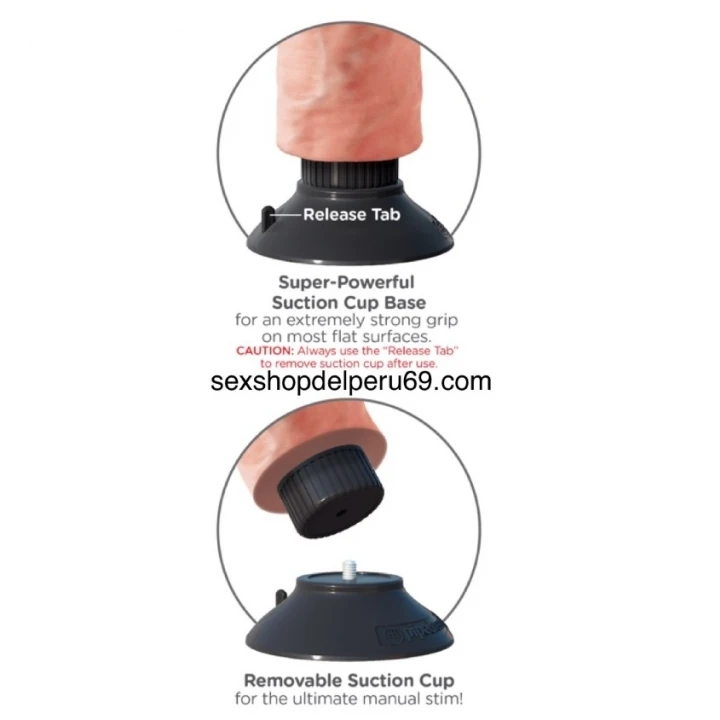 Release Tab
Super-Powerful
Suction Cup Base
for an extremely strong grip
on most flat surfaces.
CAUTION: Always use the "Release Tab"
to remove suction cup after use.
sexshopdelperu69.com
Removable Suction Cup
for the ultimate manual stim!